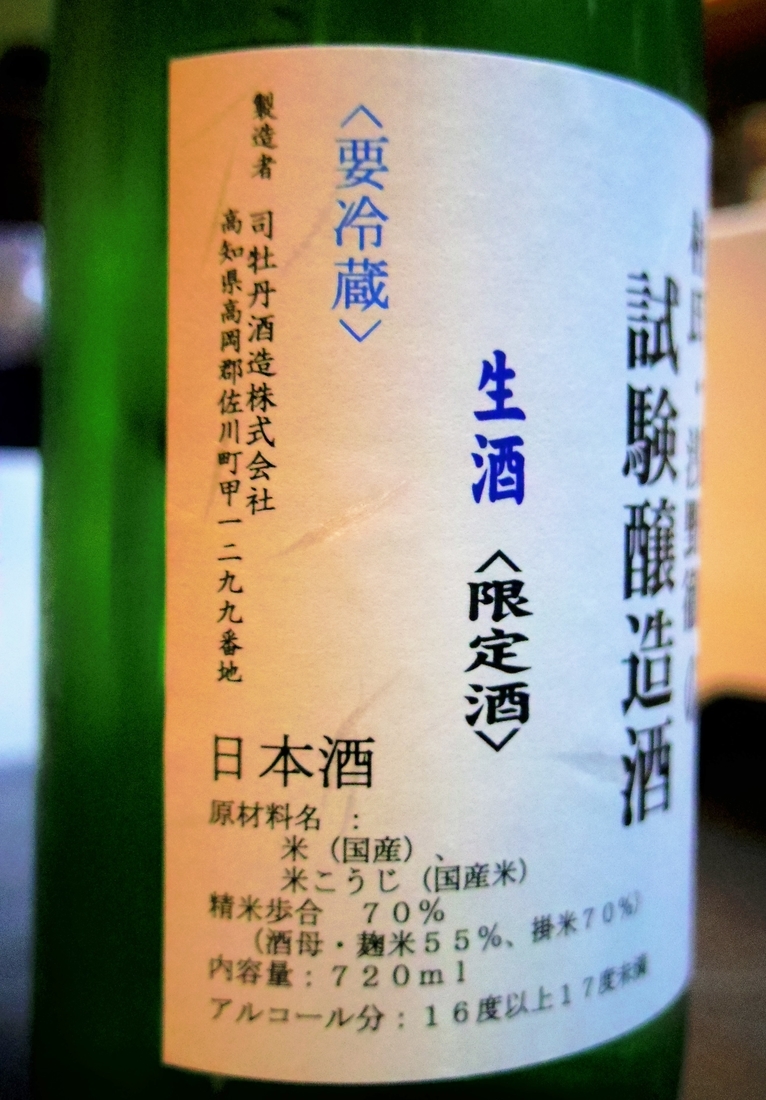 試験醸造酒
生酒
〈限定酒〉
〈要冷蔵〉
製造者　司牡丹酒造株式会社
高知県高岡郡佐川町甲一二九九番地
日本酒
原材料名　：
米（国産）、
米こうじ（国産米）
精米歩合　７０％
（酒母・麹米５５％、掛米７０％）
内容量：７２０ｍｌ
アルコール分：１６度以上１７度未満